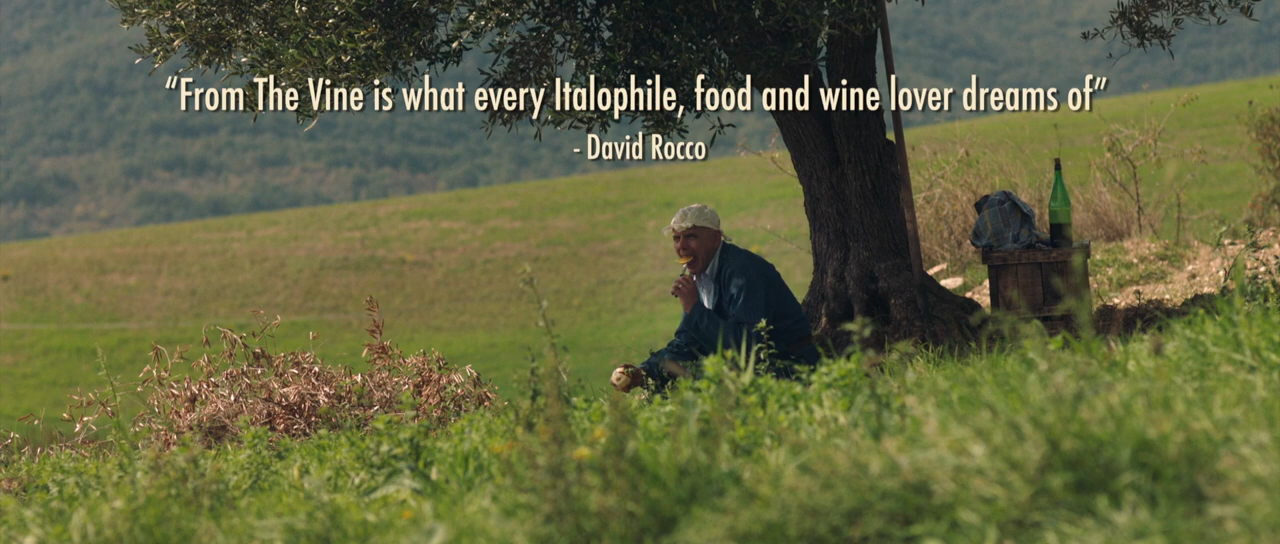 “From The Vine is what every Italophile, food and wine lover dreams of”
- David Rocco